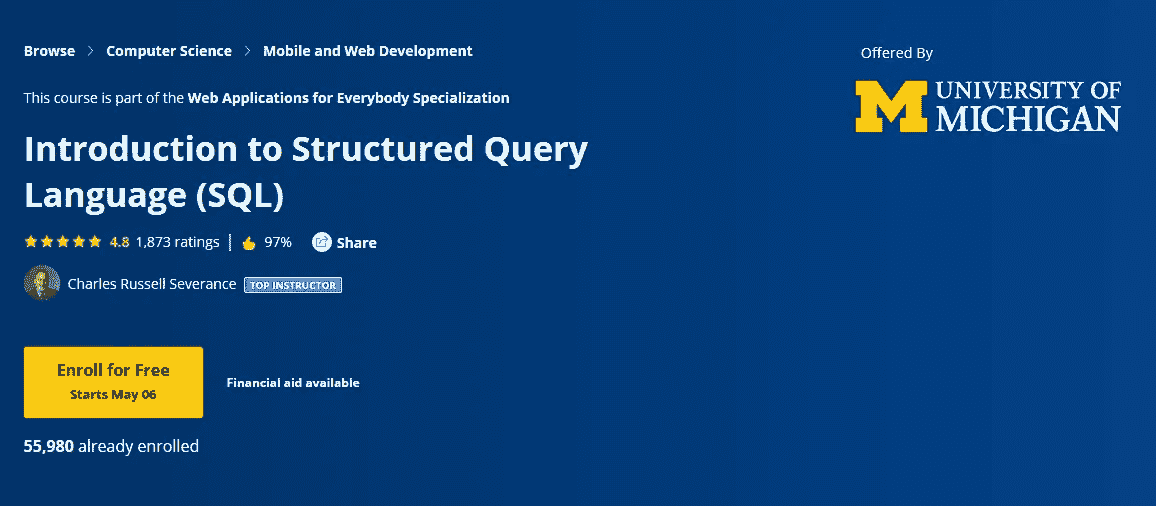 Browse > Computer Science > Mobile and Web Development
Offered By
M UNIVERSITY OF
MICHIGAN
This course is part of the Web Applications for Everybody Specialization
Introduction to Structured Query
Language (SQL)
4.8 1,873 ratings | 97% Share
Charles Russell Severance TOP INSTRUCTOR
Enroll for Free
Starts May 06
Financial aid available
55,980 already enrolled